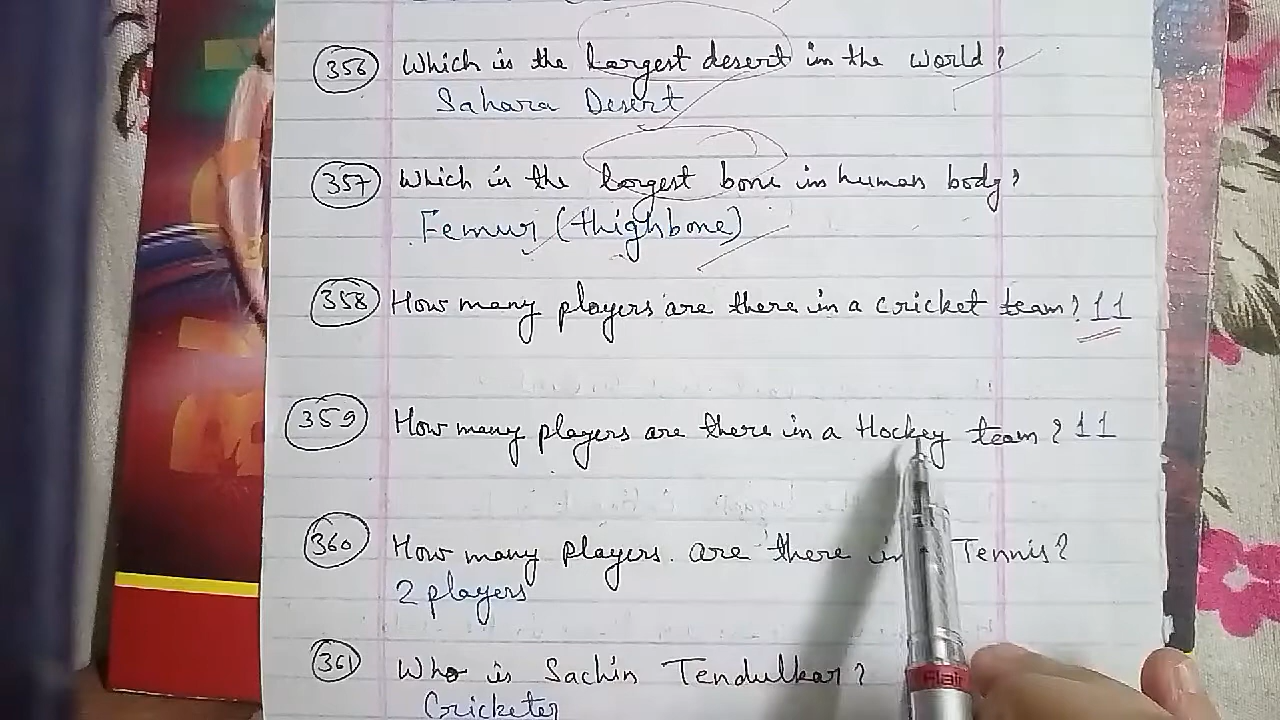 356 Which is the largest desert in the world?
Sahara Desert
357 Which is the longest bone in human body?
Femur (thighbone)
358 How many players are there in a cricket team? 11
359 How many players are there in a Hockey team? 11
360 How many players. are there in Tennis?
2 players
361 Who is Sachin Tendulkar?
Cricketer
Flair